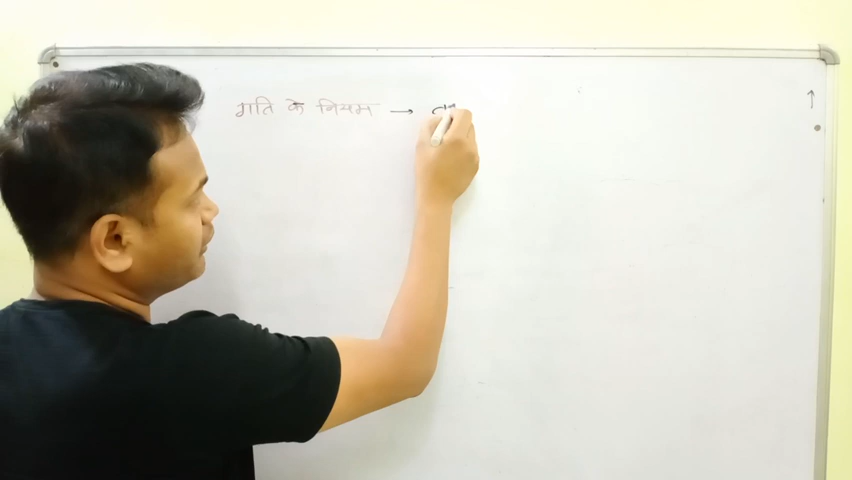 गति के नियम →